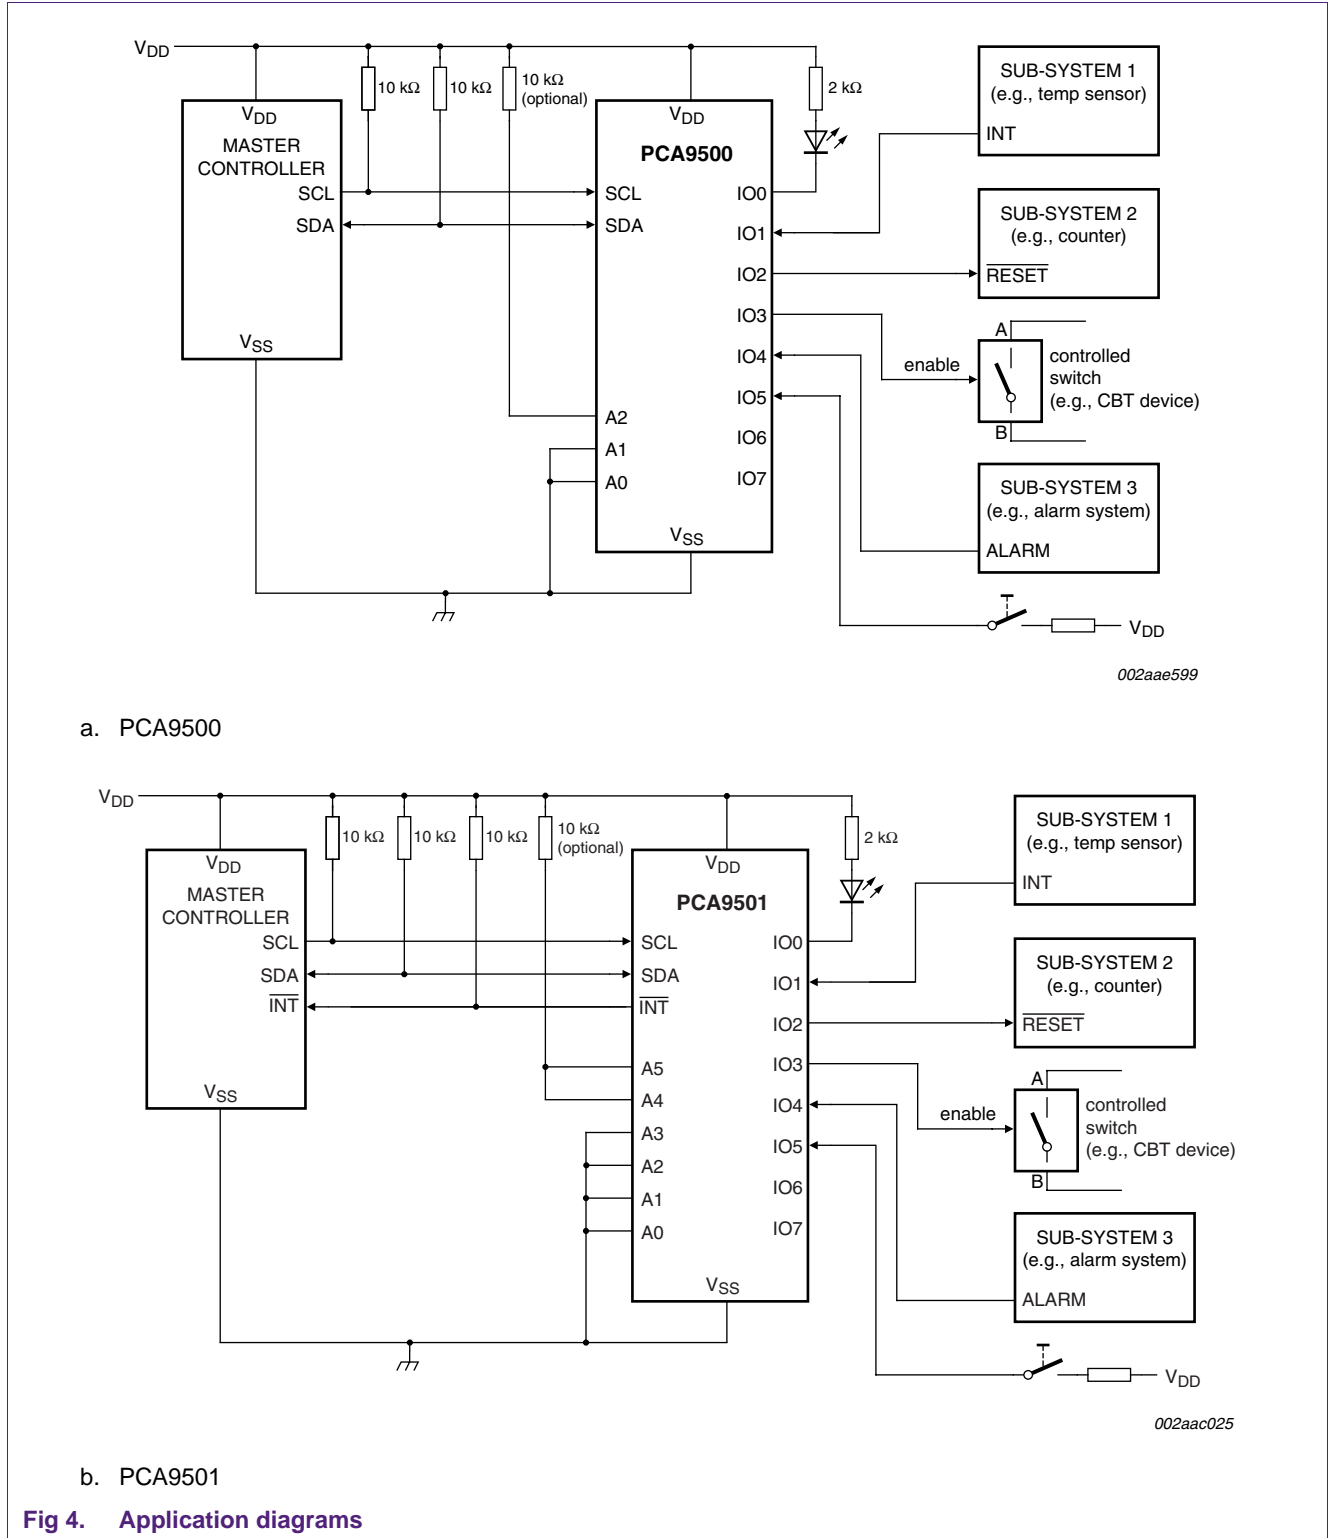 VDD
10 kΩ
10 kΩ
10 kΩ
(optional)
2 kΩ
VDD
MASTER
CONTROLLER
SCL
SDA
VSS
VDD
PCA9500
SCL
SDA
A2
A1
A0
VSS
IO0
IO1
IO2
IO3
IO4
IO5
IO6
IO7
SUB-SYSTEM 1
(e.g., temp sensor)
INT
SUB-SYSTEM 2
(e.g., counter)
RESET
A
enable
controlled
switch
(e.g., CBT device)
B
SUB-SYSTEM 3
(e.g., alarm system)
ALARM
VDD
002aae599
a. PCA9500
VDD
10 kΩ
10 kΩ
10 kΩ
10 kΩ
(optional)
2 kΩ
VDD
MASTER
CONTROLLER
SCL
SDA
INT
VSS
VDD
PCA9501
SCL
SDA
INT
A5
A4
A3
A2
A1
A0
VSS
IO0
IO1
IO2
IO3
IO4
IO5
IO6
IO7
SUB-SYSTEM 1
(e.g., temp sensor)
INT
SUB-SYSTEM 2
(e.g., counter)
RESET
A
enable
controlled
switch
(e.g., CBT device)
B
SUB-SYSTEM 3
(e.g., alarm system)
ALARM
VDD
002aac025
b. PCA9501
Fig 4. Application diagrams